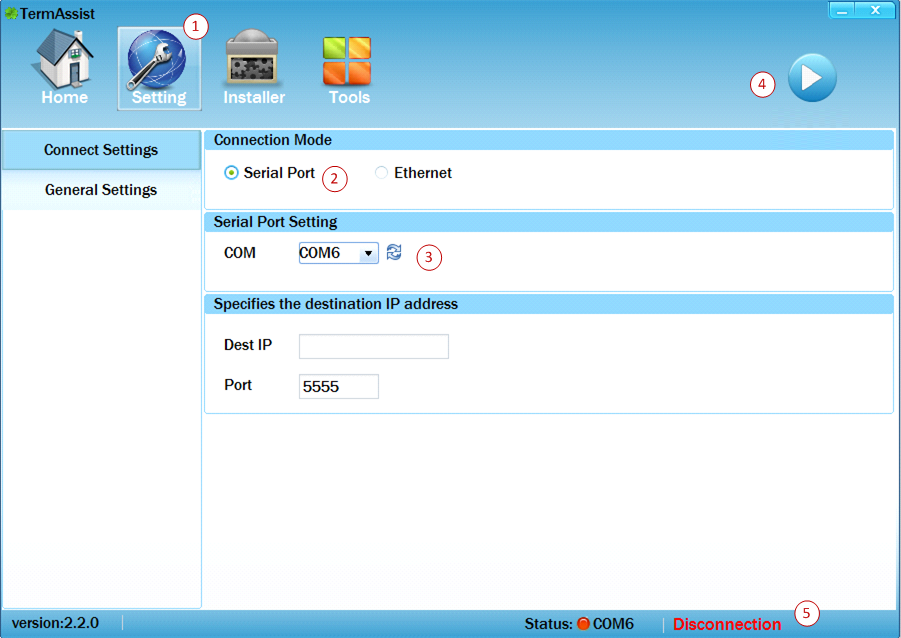 TermAssist
1
Home
Setting
Installer
Tools
4
Connect Settings
General Settings
Connection Mode
Serial Port
2
Ethernet
Serial Port Setting
COM
COM6
3
Specifies the destination IP address
Dest IP
Port
5555
version:2.2.0
Status:
COM6
Disconnection
5